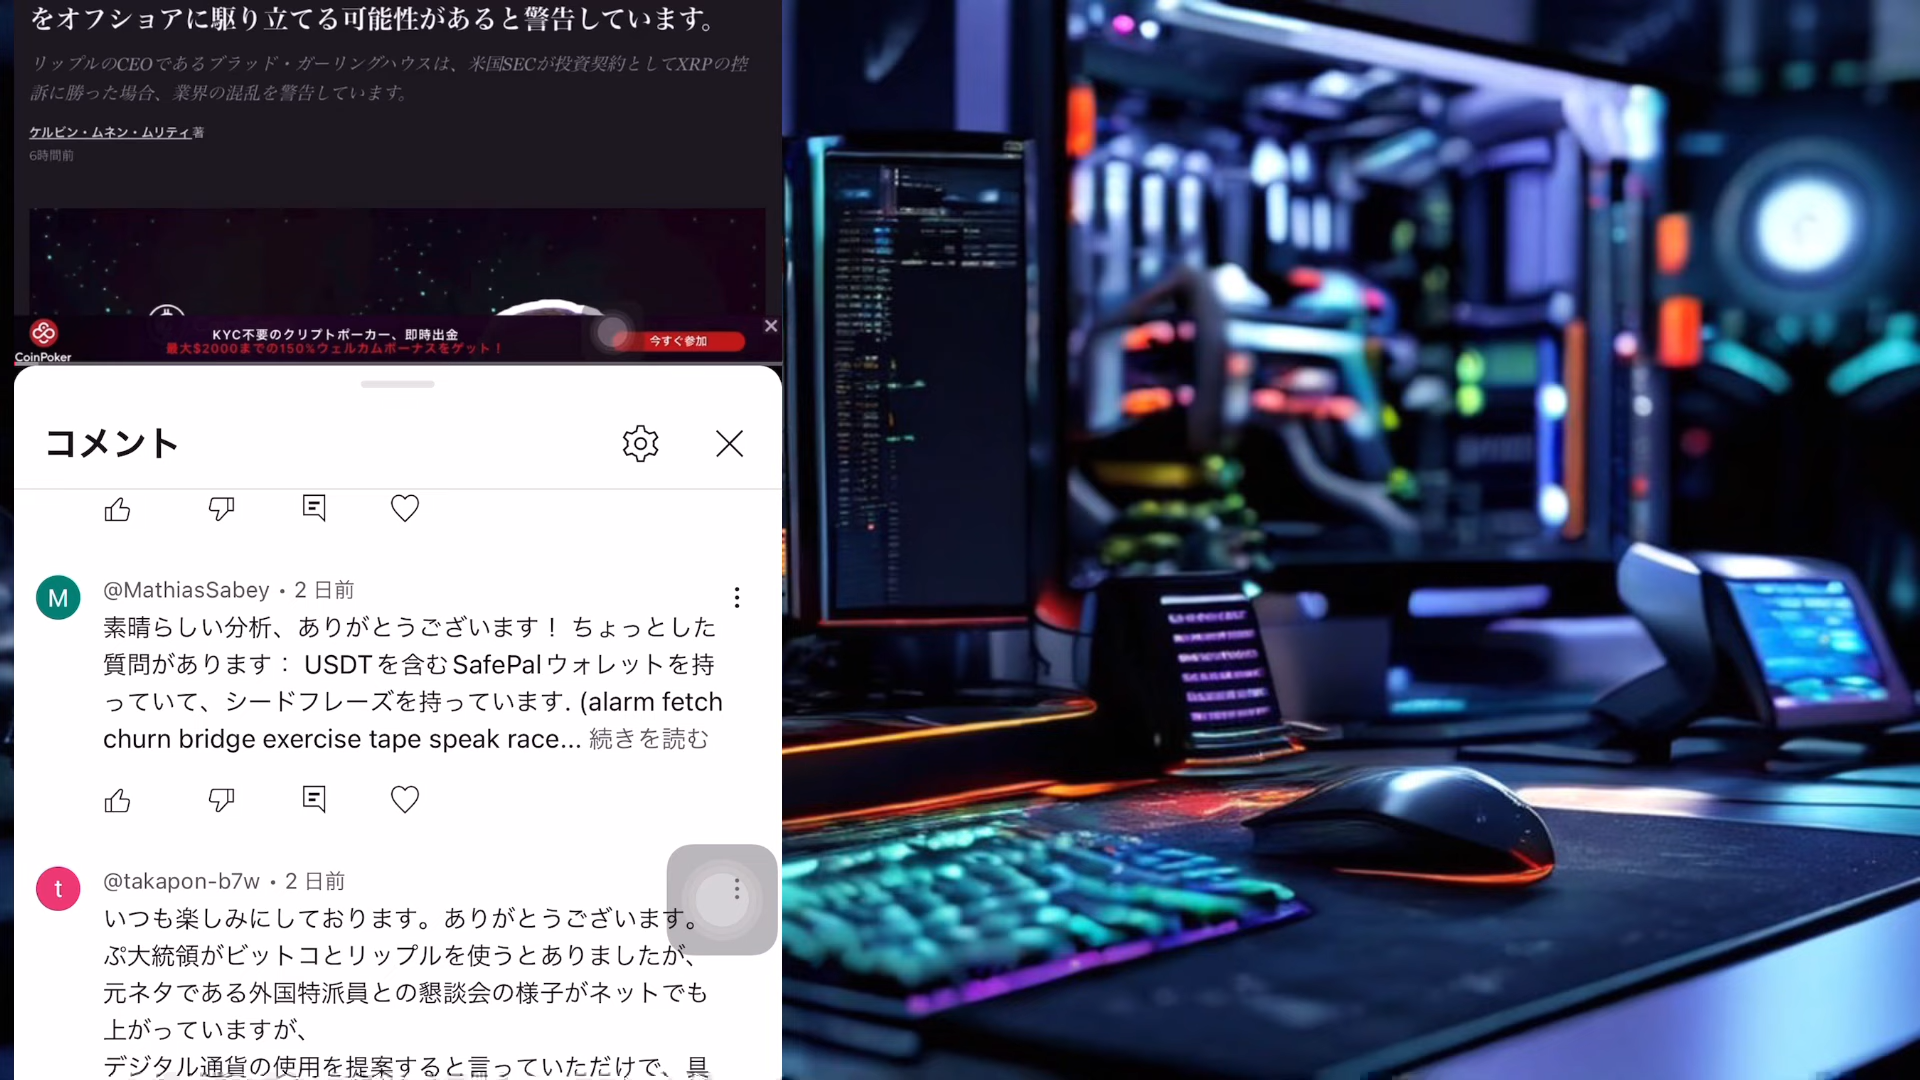 をオフショアに駆り立てる可能性があると警告しています。
リップルのCEOであるブラッド・ガーリングハウスは、米国SECが投資契約としてXRPの控
訴に勝った場合、業界の混乱を警告しています。
ケルビン・ムネン・ムリティ著
6時間前
KYC不要のクリプトポーカー、即時出金
最大$2000までの150%ウェルカムボーナスをゲット！
今すぐ参加
CoinPoker
コメント
M
@MathiasSabey・2 日前
素晴らしい分析、ありがとうございます！ ちょっとした
質問があります： USDTを含むSafePalウォレットを持
っていて、シードフレーズを持っています. (alarm fetch
churn bridge exercise tape speak race... 続きを読む
t
@takapon-b7w・2 日前
いつも楽しみにしております。ありがとうございます。
ぷ大統領がビットコとリップルを使うとありましたが、
元ネタである外国特派員との懇談会の様子がネットでも
上がっていますが、
デジタル通貨の使用を提案すると言っていただけで、具